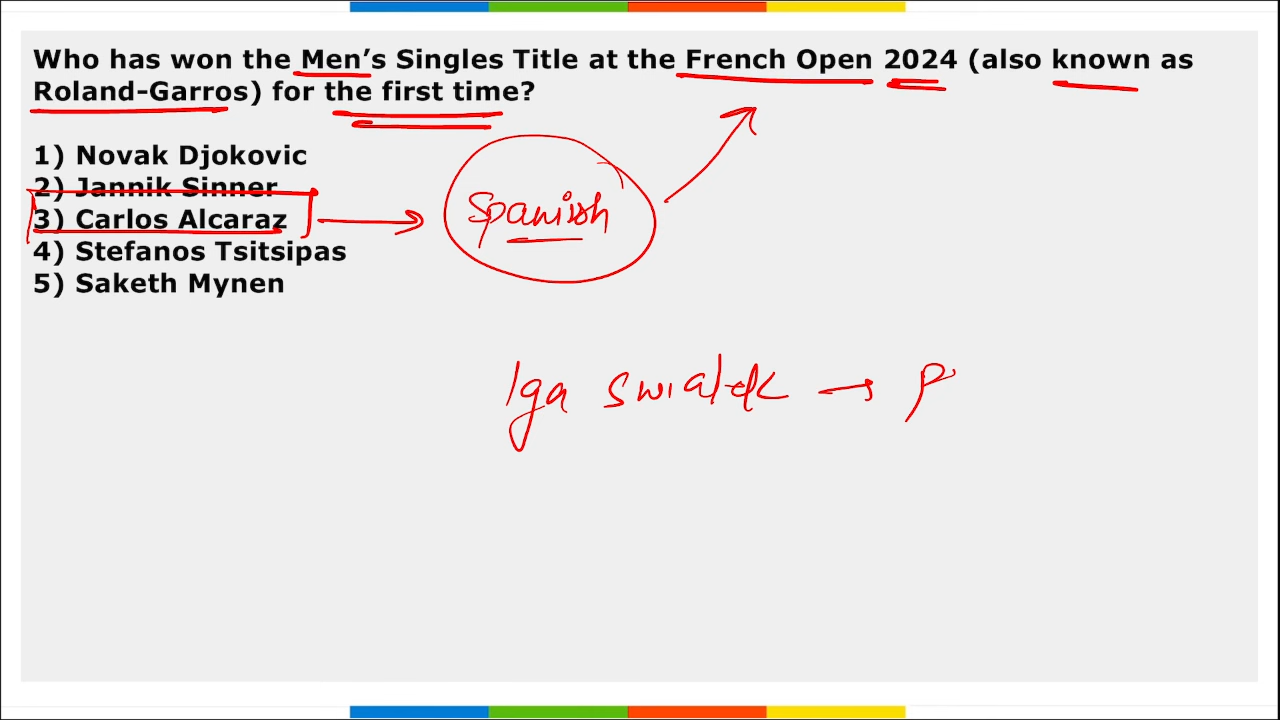 Who has won the Men’s Singles Title at the French Open 2024 (also known as
Roland-Garros) for the first time?
1) Novak Djokovic
2) Jannik Sinner
3) Carlos Alcaraz
4) Stefanos Tsitsipas
5) Saketh Mynen
Spanish
Iga swiatek → P